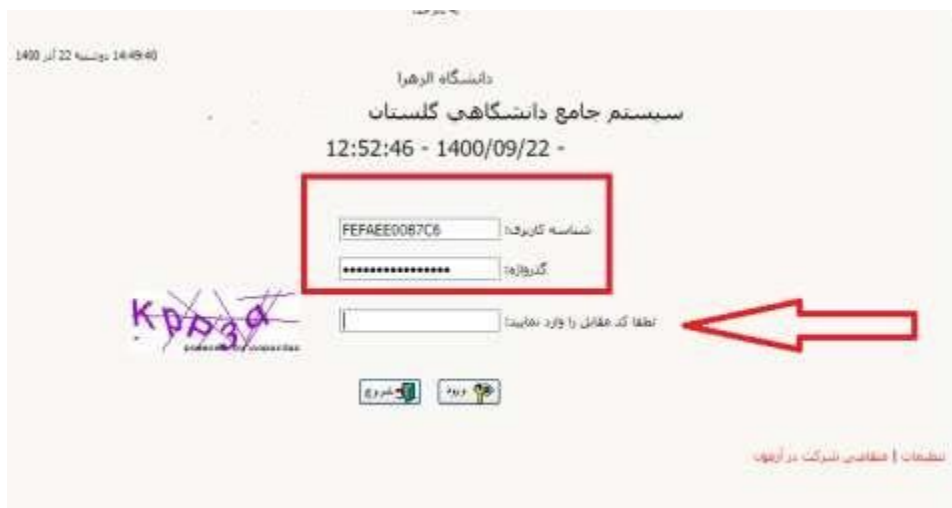 14:49:40 دوشنبه 22 آذر 1400
دانشگاه الزهرا
سیستم جامع دانشگاهی گلستان
12:52:46 - 1400/09/22 -
شناسه کاربری: FEFAEE00B7C6
گذرواژه: ••••••••••••••••
لطفا کد مقابل را وارد نمایید:
ورود خروج
تنظیمات | متقاضی شرکت در آزمون